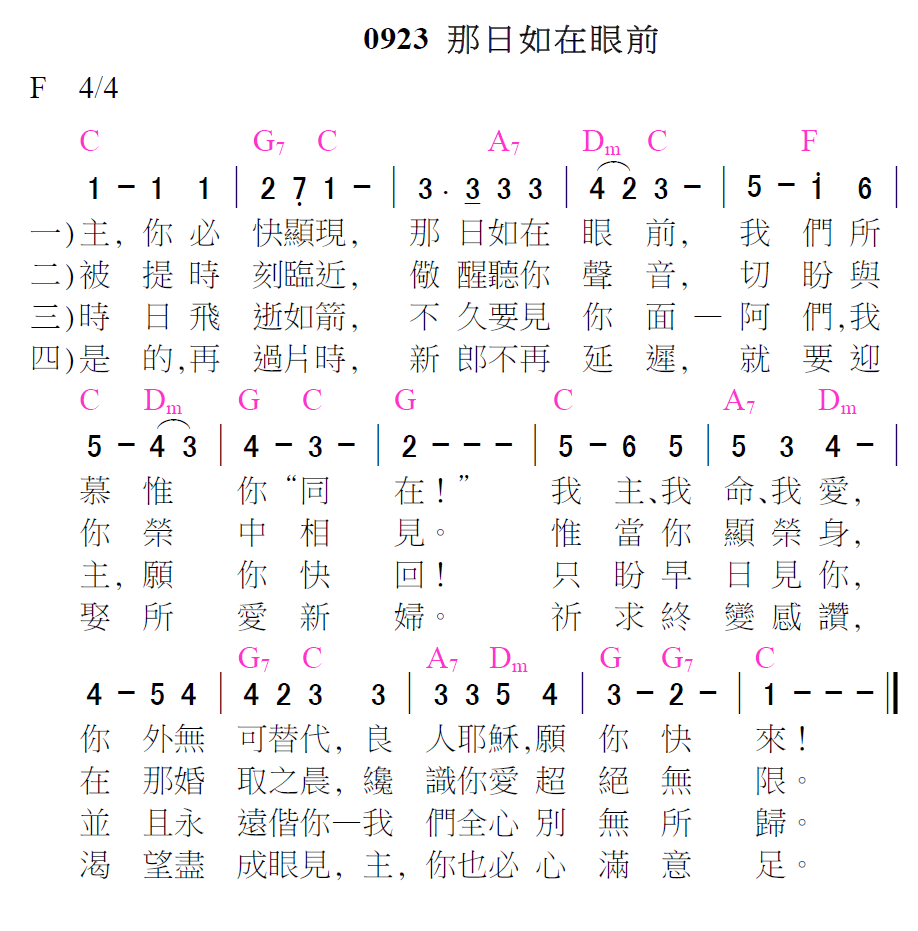 0923 那日如在眼前
F 4/4
C G7 C A7 Dm C F
1 - 1 1 | 2 7̣ 1 - | 3 · 3̲ 3 3 | 4 2 3 - | 5 - i 6 |
一)主, 你 必 快顯現, 那 日如在 眼 前, 我 們 所
二)被 提 時 刻臨近, 儆 醒聽你 聲 音, 切 盼 與
三)時 日 飛 逝如箭, 不 久要見 你 面 — 阿 們,我
四)是 的,再 過片時, 新 郎不再 延 遲, 就 要 迎
C Dm G C G C A7 Dm
5 - 4 3 | 4 - 3 - | 2 - - - | 5 - 6 5 | 5 3 4 - |
慕 惟 你 “同 在!” 我 主、我 命、我 愛,
你 榮 中 相 見。 惟 當 你 顯 榮 身,
主, 願 你 快 回! 只 盼 早 日 見 你,
娶 所 愛 新 婦。 祈 求 終 變 感 讚,
G7 C A7 Dm G G7 C
4 - 5 4 | 4 2 3 3 | 3 3 5 4 | 3 - 2 - | 1 - - - ‖
你 外無 可替代, 良 人耶穌,願 你 快 來!
在 那婚 取之晨, 纔 識你愛 超 絕 無 限。
並 且永 遠偕你—我 們全心 別 無 所 歸。
渴 望盡 成眼見, 主, 你也必 心 滿 意 足。